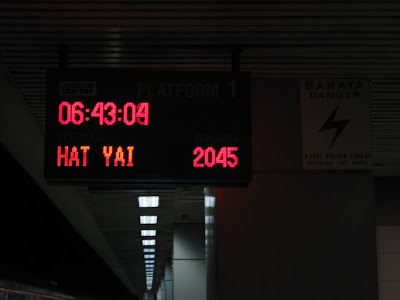 PLATFORM 1
06:43:04
HAT YAI 2045
BAHAYA
DANGER